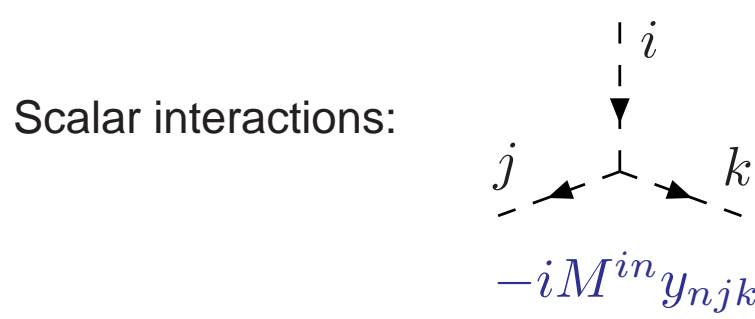 i
Scalar interactions:
j k
−iM^{in}y_{njk}